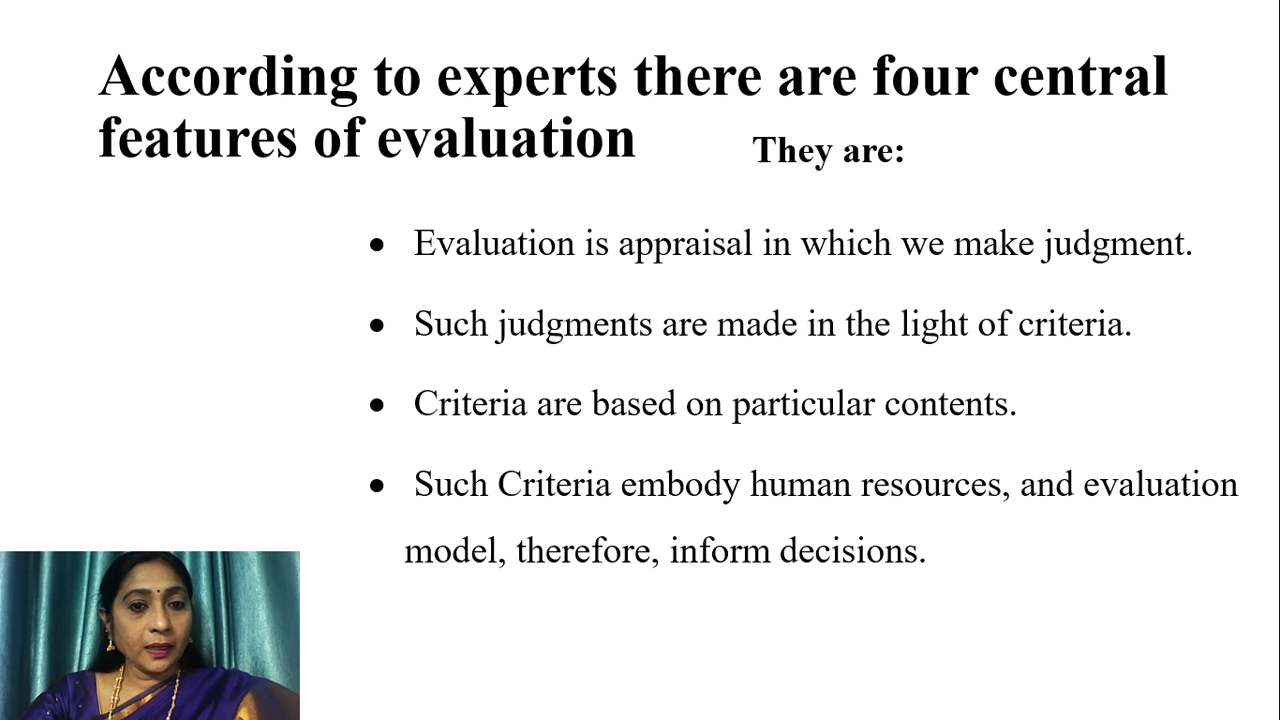 According to experts there are four central
features of evaluation They are:
• Evaluation is appraisal in which we make judgment.
• Such judgments are made in the light of criteria.
• Criteria are based on particular contents.
• Such Criteria embody human resources, and evaluation
model, therefore, inform decisions.